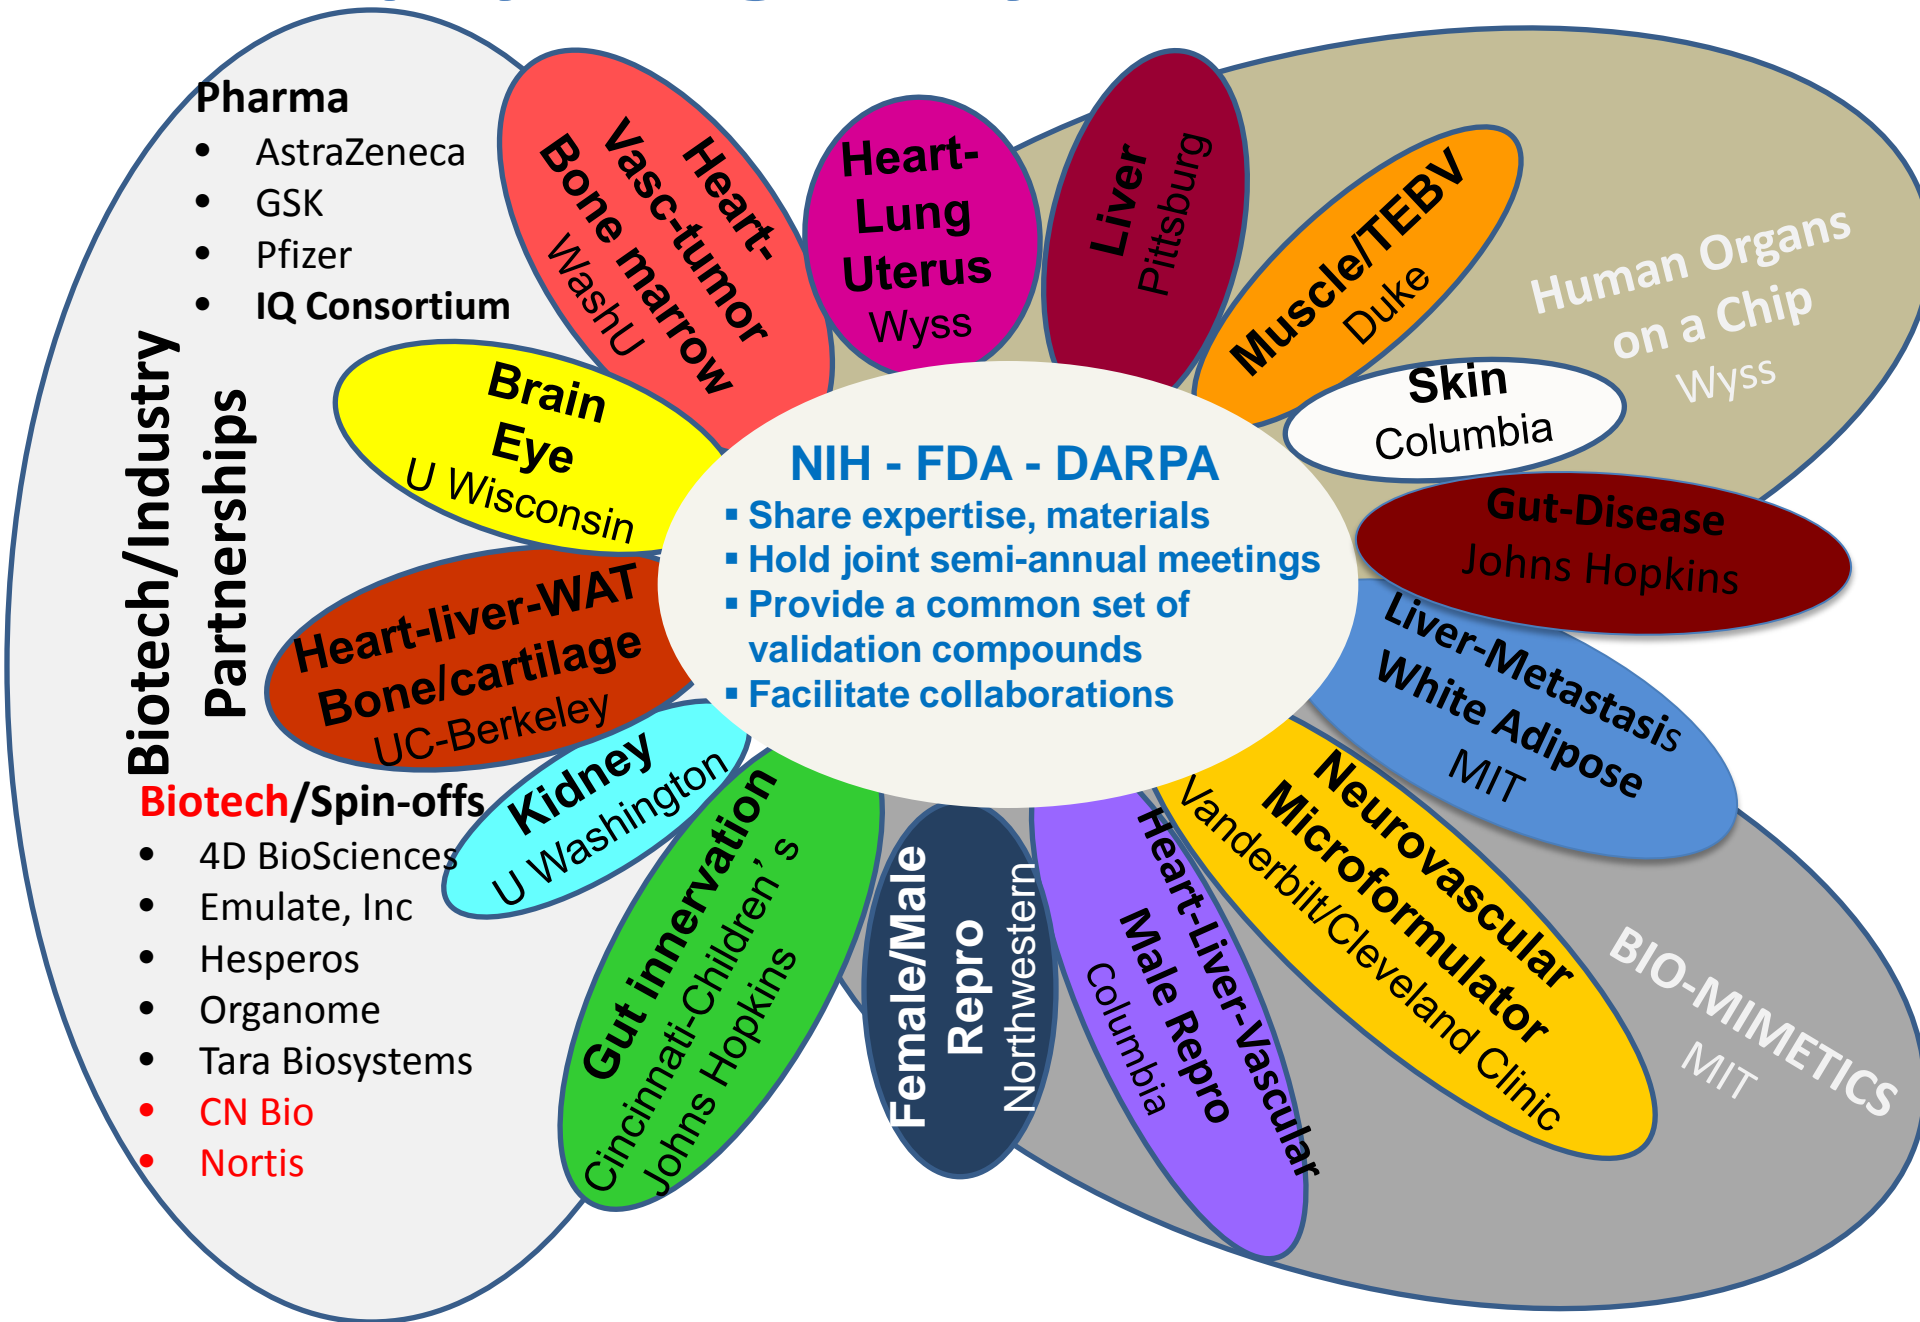 Pharma
• AstraZeneca
• GSK
• Pfizer
• IQ Consortium
Biotech/Industry
Partnerships
Biotech/Spin-offs
• 4D BioSciences
• Emulate, Inc
• Hesperos
• Organome
• Tara Biosystems
• CN Bio
• Nortis
Heart-
Vasc-tumor
Bone marrow
WashU
Heart-
Lung
Uterus
Wyss
Liver
Pittsburg
Muscle/TEBV
Duke
Human Organs
on a Chip
Wyss
Skin
Columbia
Gut-Disease
Johns Hopkins
Liver-Metastasis
White Adipose
MIT
Neurovascular
Microformulator
Vanderbilt/Cleveland Clinic
BIO-MIMETICS
MIT
Heart-Liver-Vascular
Male Repro
Columbia
Female/Male
Repro
Northwestern
Gut innervation
Cincinnati-Children's
Johns Hopkins
Kidney
U Washington
Heart-liver-WAT
Bone/cartilage
UC-Berkeley
Brain
Eye
U Wisconsin
NIH - FDA - DARPA
▪ Share expertise, materials
▪ Hold joint semi-annual meetings
▪ Provide a common set of
validation compounds
▪ Facilitate collaborations